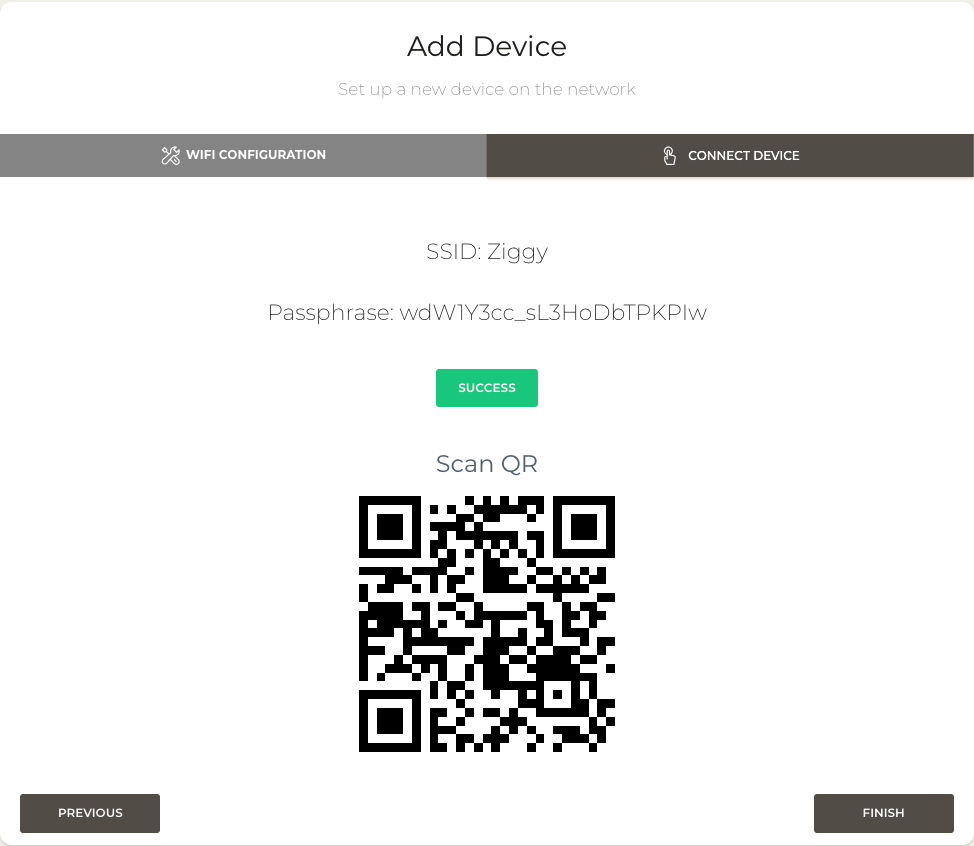 Add Device
Set up a new device on the network
WIFI CONFIGURATION
CONNECT DEVICE
SSID: Ziggy
Passphrase: wdW1Y3cc_sL3HoDbTPKPIw
SUCCESS
Scan QR
PREVIOUS
FINISH